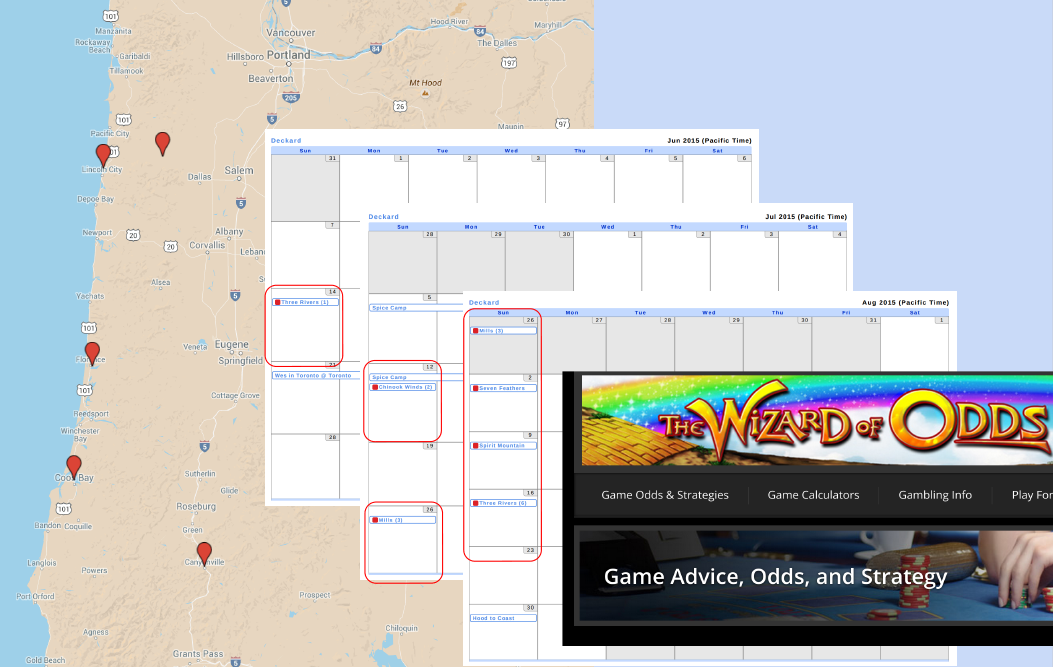 101
5
Manzanita
Hood River
Maryhill
Vancouver
84
Rockaway
Beach
Garibaldi
Hillsboro
Portland
84
The Dalles
Tillamook
197
Beaverton
Mt Hood
205
26
101
5
Maupin
97
Pacific City
101
Lincoln City
Dallas
Salem
5
Depoe Bay
Newport
20
20
Albany
Corvallis
Leban
Alsea
Yachats
5
101
Veneta
Eugene
Springfield
Florence
101
Reedsport
Cottage Grove
Winchester
Bay
5
Coos Bay
Sutherlin
Glide
101
Roseburg
Bandon
Coquille
Green
Langlois
Powers
Canyonville
Port Orford
Prospect
Agness
Chiloquin
Gold Beach
Grants Pass
5
Deckard
Jun 2015 (Pacific Time)
Sun Mon Tue Wed Thu Fri Sat
31 1 2 3 4 5 6
7
14
Three Rivers (1)
21
Wes in Toronto @ Toronto
28
Deckard
Jul 2015 (Pacific Time)
Sun Mon Tue Wed Thu Fri Sat
28 29 30 1 2 3 4
5
Spice Camp
12
Spice Camp
Chinook Winds (2)
19
26
Mills (3)
Deckard
Aug 2015 (Pacific Time)
Sun Mon Tue Wed Thu Fri Sat
26 27 28 29 30 31 1
Mills (3)
2
Seven Feathers
9
Spirit Mountain
16
Three Rivers (6)
23
30
Hood to Coast
THE WIZARD OF ODDS
Game Odds & Strategies
Game Calculators
Gambling Info
Play For
Game Advice, Odds, and Strategy